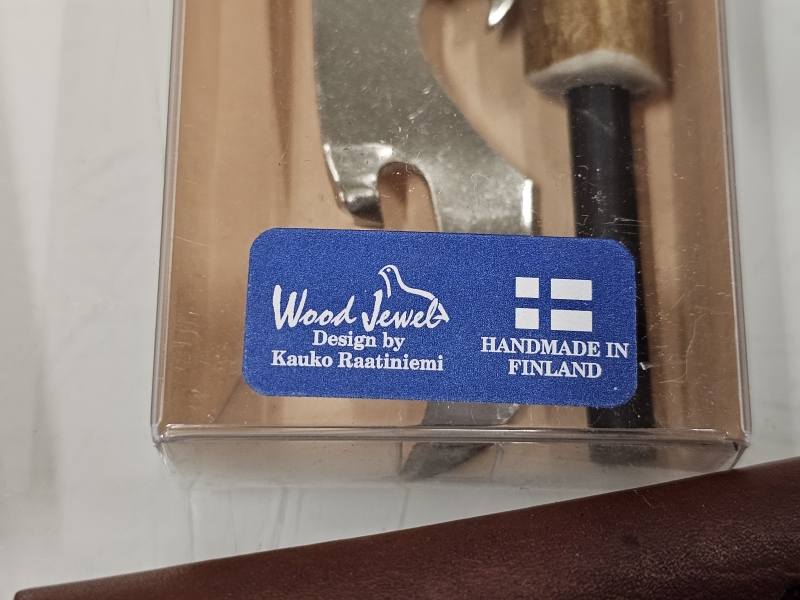 Wood Jewel
Design by
Kauko Raatiniemi
HANDMADE IN
FINLAND